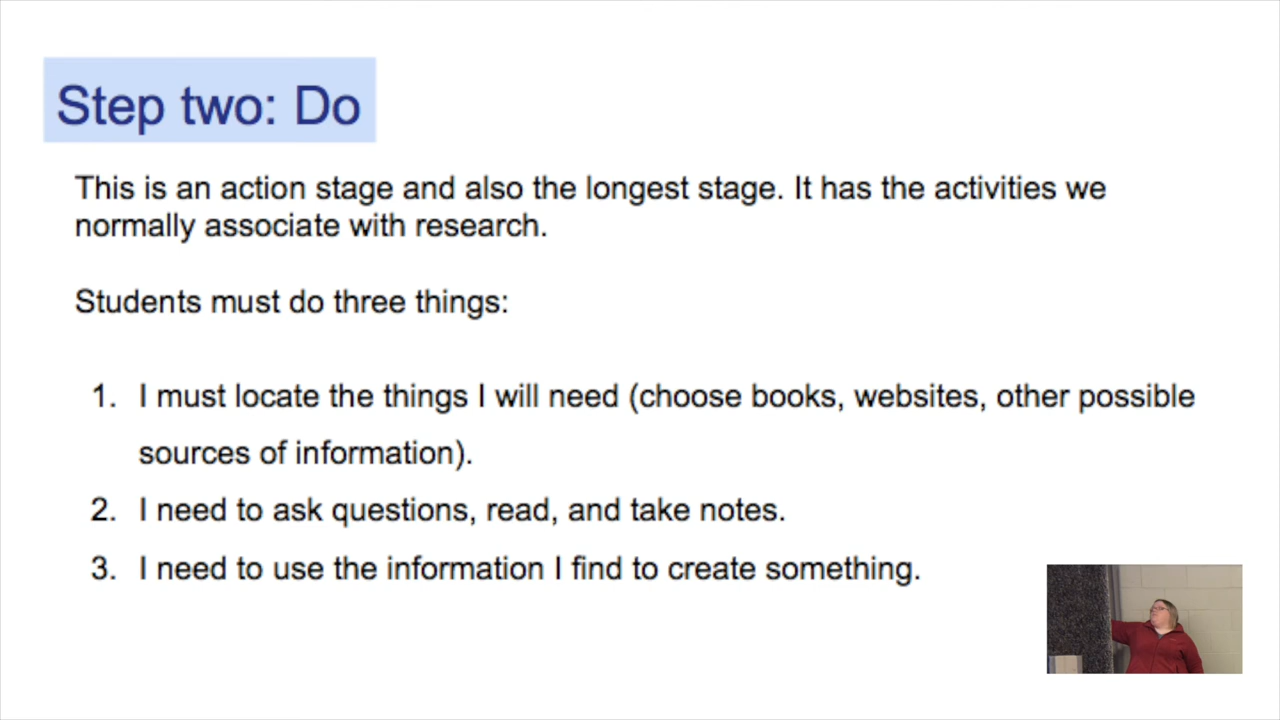 Step two: Do
This is an action stage and also the longest stage. It has the activities we
normally associate with research.
Students must do three things:
1. I must locate the things I will need (choose books, websites, other possible
sources of information).
2. I need to ask questions, read, and take notes.
3. I need to use the information I find to create something.